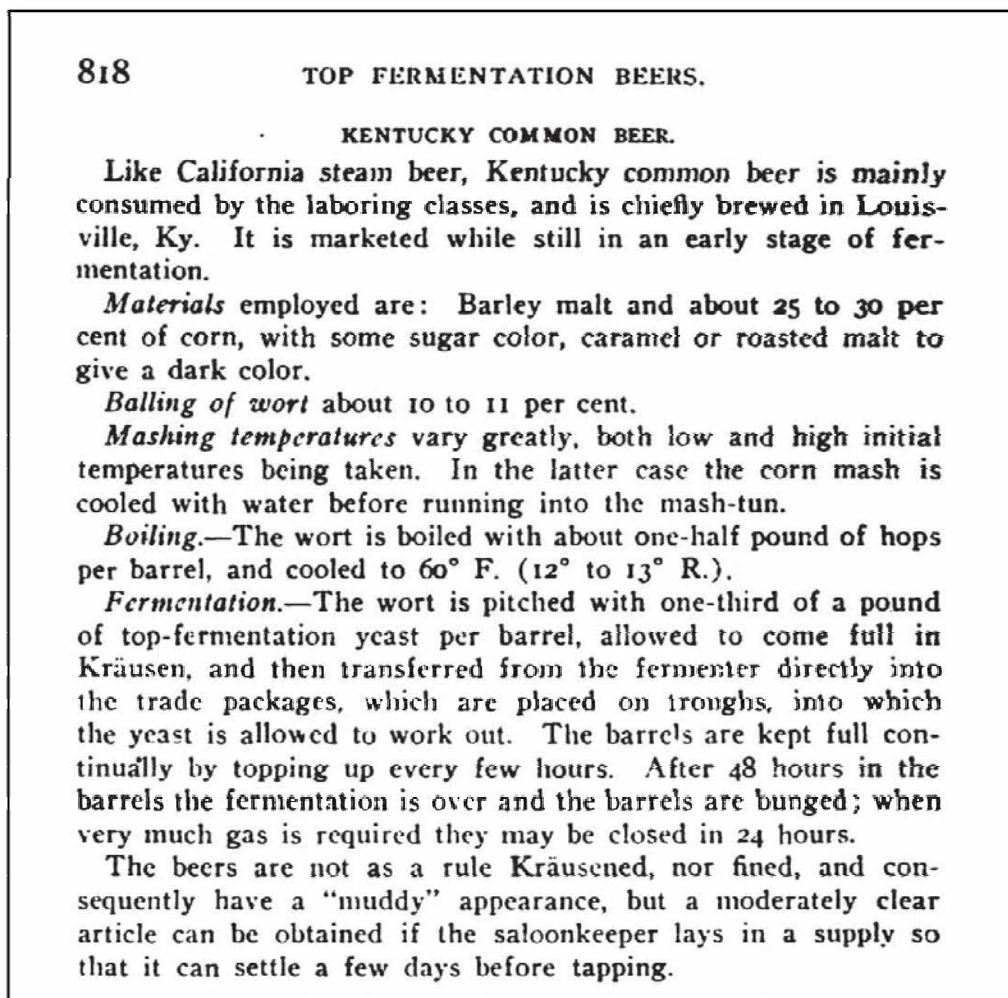 818 TOP FERMENTATION BEERS.
KENTUCKY COMMON BEER.
Like California steam beer, Kentucky common beer is mainly
consumed by the laboring classes, and is chiefly brewed in Louis-
ville, Ky. It is marketed while still in an early stage of fer-
mentation.
Materials employed are: Barley malt and about 25 to 30 per
cent of corn, with some sugar color, caramel or roasted malt to
give a dark color.
Balling of wort about 10 to 11 per cent.
Mashing temperatures vary greatly, both low and high initial
temperatures being taken. In the latter case the corn mash is
cooled with water before running into the mash-tun.
Boiling.—The wort is boiled with about one-half pound of hops
per barrel, and cooled to 60° F. (12° to 13° R.).
Fermentation.—The wort is pitched with one-third of a pound
of top-fermentation yeast per barrel, allowed to come full in
Kräusen, and then transferred from the fermenter directly into
the trade packages, which are placed on troughs, into which
the yeast is allowed to work out. The barrels are kept full con-
tinually by topping up every few hours. After 48 hours in the
barrels the fermentation is over and the barrels are bunged; when
very much gas is required they may be closed in 24 hours.
The beers are not as a rule Kräusened, nor fined, and con-
sequently have a "muddy" appearance, but a moderately clear
article can be obtained if the saloonkeeper lays in a supply so
that it can settle a few days before tapping.